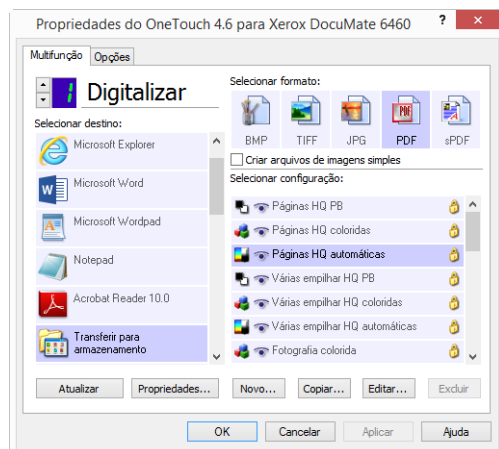 Propriedades do OneTouch 4.6 para Xerox DocuMate 6460
? ×
Multifunção Opções
1 Digitalizar
Selecionar destino:
Microsoft Explorer
Microsoft Word
Microsoft Wordpad
Notepad
Acrobat Reader 10.0
Transferir para
armazenamento
Selecionar formato:
BMP TIFF JPG PDF sPDF
Criar arquivos de imagens simples
Selecionar configuração:
Páginas HQ PB
Páginas HQ coloridas
Páginas HQ automáticas
Várias empilhar HQ PB
Várias empilhar HQ coloridas
Várias empilhar HQ automáticas
Fotografia colorida
Atualizar Propriedades... Novo... Copiar... Editar... Excluir
OK Cancelar Aplicar Ajuda